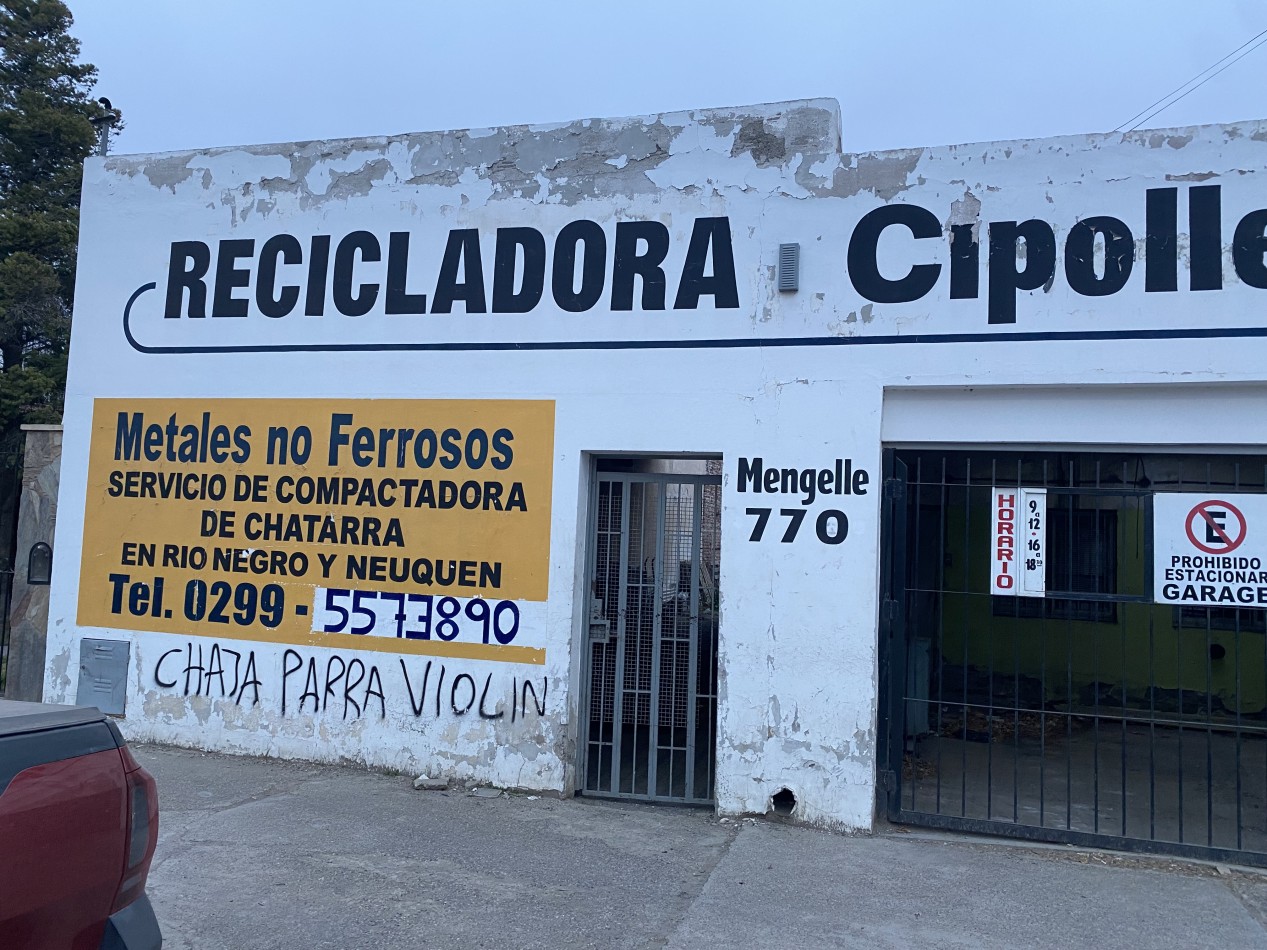 RECICLADORA Cipolle
Metales no Ferrosos
SERVICIO DE COMPACTADORA
DE CHATARRA
EN RIO NEGRO Y NEUQUEN
Tel. 0299 - 5573890
CHAJA PARRA VIOLIN
Mengelle
770
HORARIO
9 a
12 -
16 a
18 30
E
PROHIBIDO
ESTACIONAR
GARAGE